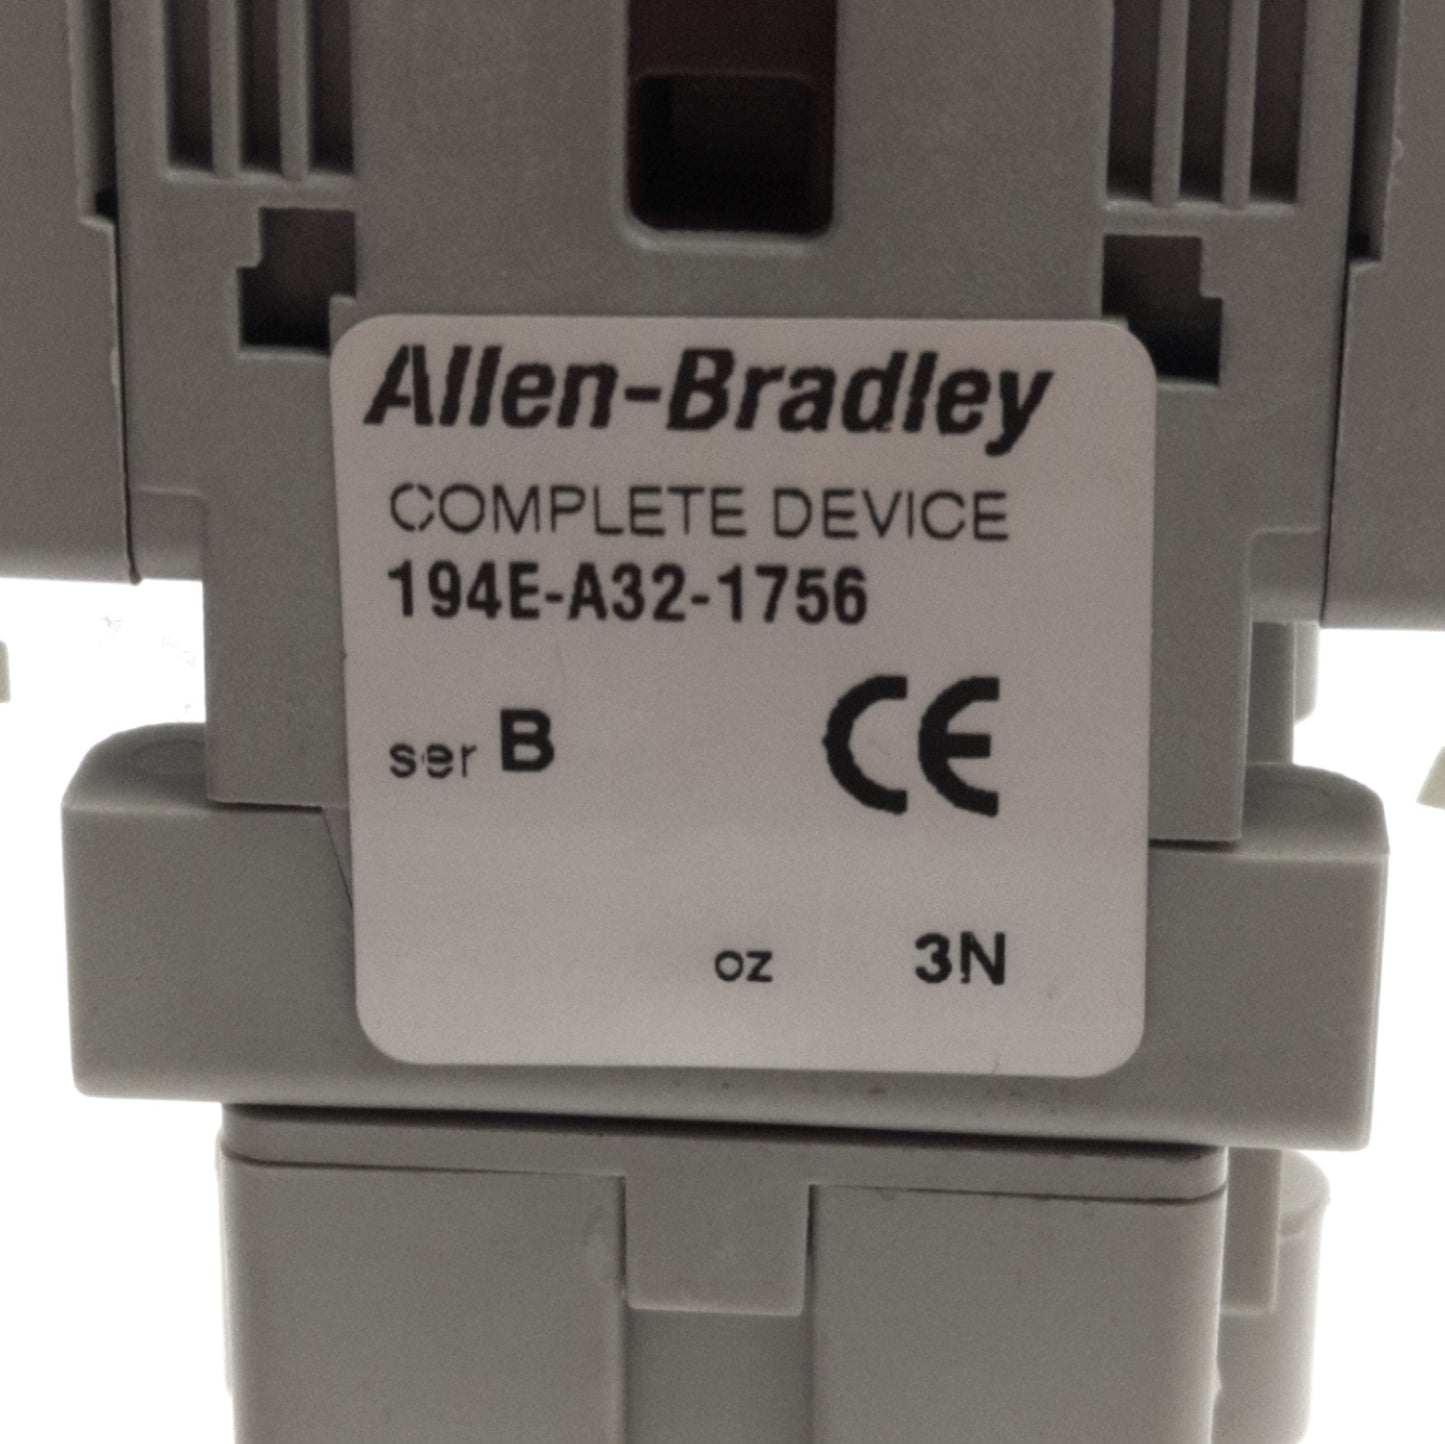 Allen-Bradley
COMPLETE DEVICE
194E-A32-1756
ser B CE
oz 3N